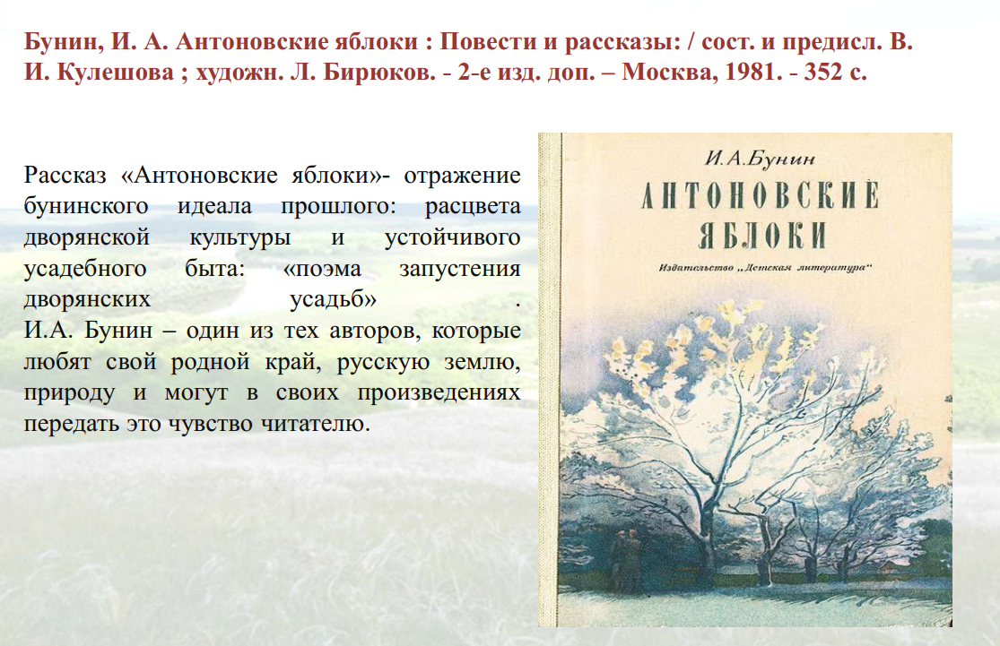 Бунин, И. А. Антоновские яблоки : Повести и рассказы: / сост. и предисл. В.
И. Кулешова ; художн. Л. Бирюков. - 2-е изд. доп. – Москва, 1981. - 352 с.
Рассказ «Антоновские яблоки»- отражение
бунинского идеала прошлого: расцвета
дворянской культуры и устойчивого
усадебного быта: «поэма запустения
дворянских усадьб» .
И.А. Бунин – один из тех авторов, которые
любят свой родной край, русскую землю,
природу и могут в своих произведениях
передать это чувство читателю.
И.А.Бунин
АНТОНОВСКИЕ
ЯБЛОКИ
Издательство „Детская литература“